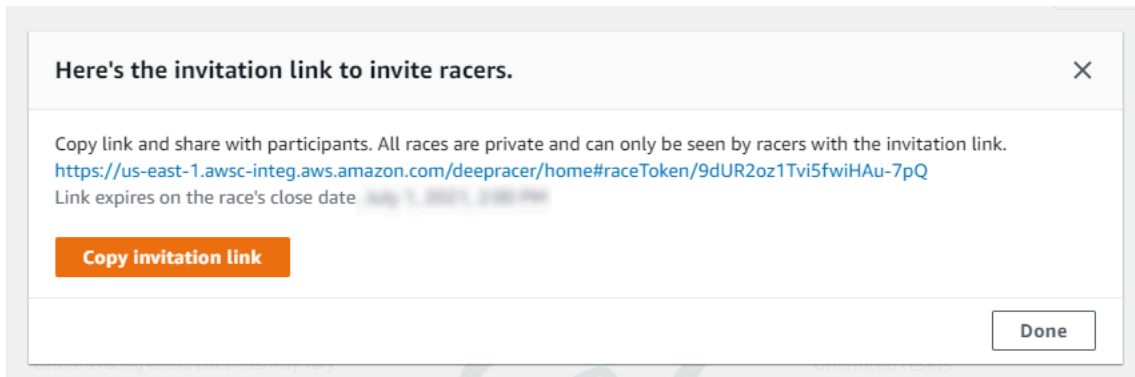 Here's the invitation link to invite racers.
Copy link and share with participants. All races are private and can only be seen by racers with the invitation link.
https://us-east-1.awsc-integ.aws.amazon.com/deepracer/home#raceToken/9dUR2oz1Tvi5fwiHAu-7pQ
Link expires on the race's close date
Copy invitation link
Done
Unlimited resets